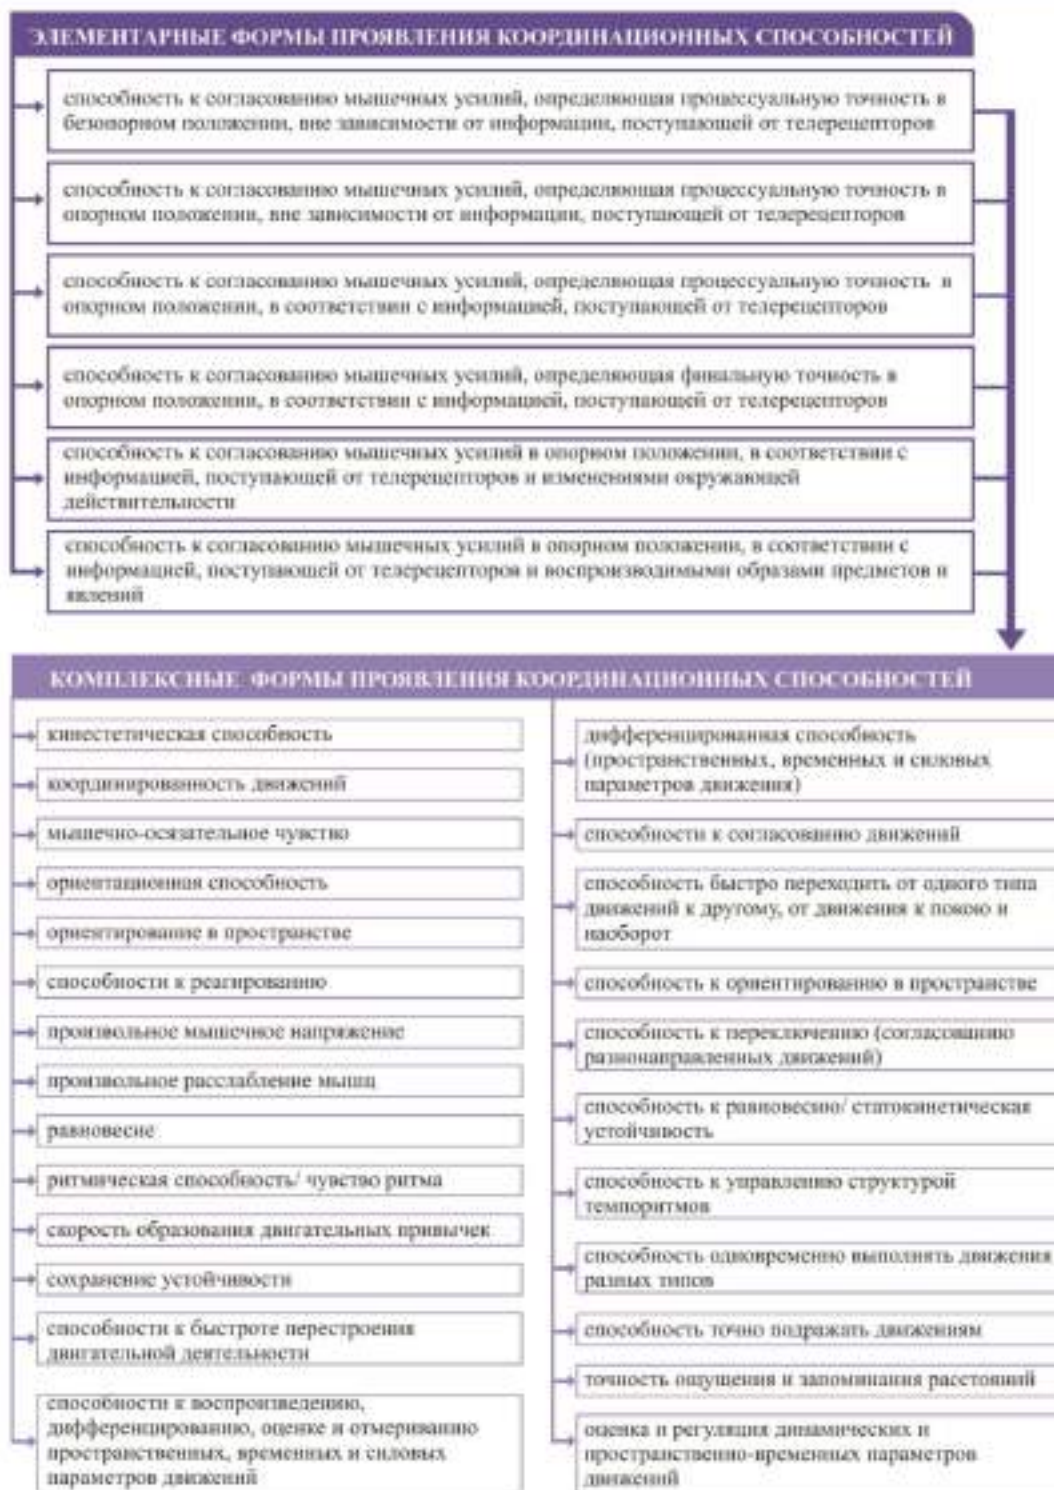 ЭЛЕМЕНТАРНЫЕ ФОРМЫ ПРОЯВЛЕНИЯ КООРДИНАЦИОННЫХ СПОСОБНОСТЕЙ
способность к согласованию мышечных усилий, определяющая процессуальную точность в
безопорном положении, вне зависимости от информации, поступающей от телерецепторов
способность к согласованию мышечных усилий, определяющая процессуальную точность в
опорном положении, вне зависимости от информации, поступающей от телерецепторов
способность к согласованию мышечных усилий, определяющая процессуальную точность в
опорном положении, в соответствии с информацией, поступающей от телерецепторов
способность к согласованию мышечных усилий, определяющая финальную точность в
опорном положении, в соответствии с информацией, поступающей от телерецепторов
способность к согласованию мышечных усилий в опорном положении, в соответствии с
информацией, поступающей от телерецепторов и изменениями окружающей
действительности
способность к согласованию мышечных усилий в опорном положении, в соответствии с
информацией, поступающей от телерецепторов и воспроизводимыми образами предметов и
явлений
КОМПЛЕКСНЫЕ ФОРМЫ ПРОЯВЛЕНИЯ КООРДИНАЦИОННЫХ СПОСОБНОСТЕЙ
кинестетическая способность
координированность движений
мышечно-осязательное чувство
ориентационная способность
ориентирование в пространстве
способности к реагированию
произвольное мышечное напряжение
произвольное расслабление мышц
равновесие
ритмическая способность/ чувство ритма
скорость образования двигательных привычек
сохранение устойчивости
способности к быстроте перестроения
двигательной деятельности
способности к воспроизведению,
дифференцированию, оценке и отмериванию
пространственных, временных и силовых
параметров движений
дифференцированная способность
(пространственных, временных и силовых
параметров движения)
способности к согласованию движений
способность быстро переходить от одного типа
движений к другому, от движения к покою и
наоборот
способность к ориентированию в пространстве
способность к переключению (согласованию
разнонаправленных движений)
способность к равновесию/ статокинетическая
устойчивость
способность к управлению структурой
темпоритмов
способность одновременно выполнять движения
разных типов
способность точно подражать движениям
точность ощущения и запоминания расстояний
оценка и регуляция динамических и
пространственно-временных параметров
движений